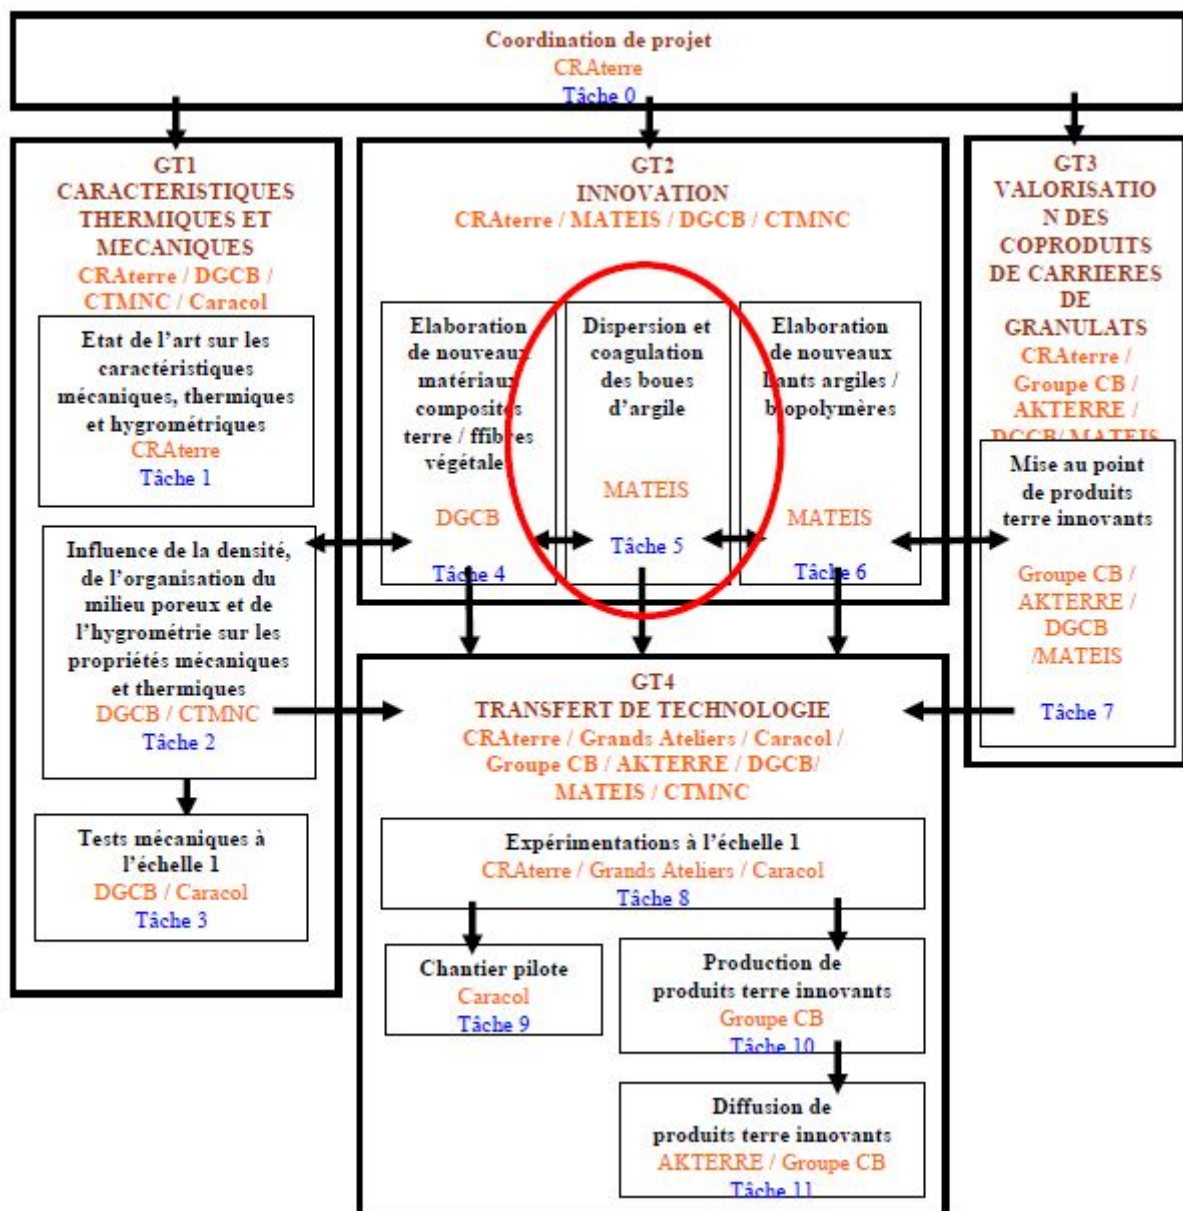 Coordination de projet
CRAterre
Tâche 0
GT1
CARACTERISTIQUES
THERMIQUES ET
MECANIQUES
CRAterre / DGCB /
CTMNC / Caracol
Etat de l'art sur les
caractéristiques
mécaniques, thermiques
et hygrométriques
CRAterre
Tâche 1
Influence de la densité,
de l'organisation du
milieu poreux et de
l'hygrométrie sur les
propriétés mécaniques
et thermiques
DGCB / CTMNC
Tâche 2
Tests mécaniques à
l'échelle 1
DGCB / Caracol
Tâche 3
GT2
INNOVATION
CRAterre / MATEIS / DGCB / CTMNC
Elaboration
de nouveaux
matériaux
composites
terre / ffibres
végétales
DGCB
Tâche 4
Dispersion et
coagulation
des boues
d'argile
MATEIS
Tâche 5
Elaboration
de nouveaux
liants argiles /
biopolymères
MATEIS
Tâche 6
GT3
VALORISATIO
N DES
COPRODUITS
DE CARRIERES
DE
GRANULATS
CRAterre /
Groupe CB /
AKTERRE /
DGCB/ MATEIS
Mise au point
de produits
terre innovants
Groupe CB /
AKTERRE /
DGCB
/MATEIS
Tâche 7
GT4
TRANSFERT DE TECHNOLOGIE
CRAterre / Grands Ateliers / Caracol /
Groupe CB / AKTERRE / DGCB/
MATEIS / CTMNC
Expérimentations à l'échelle 1
CRAterre / Grands Ateliers / Caracol
Tâche 8
Chantier pilote
Caracol
Tâche 9
Production de
produits terre innovants
Groupe CB
Tâche 10
Diffusion de
produits terre innovants
AKTERRE / Groupe CB
Tâche 11